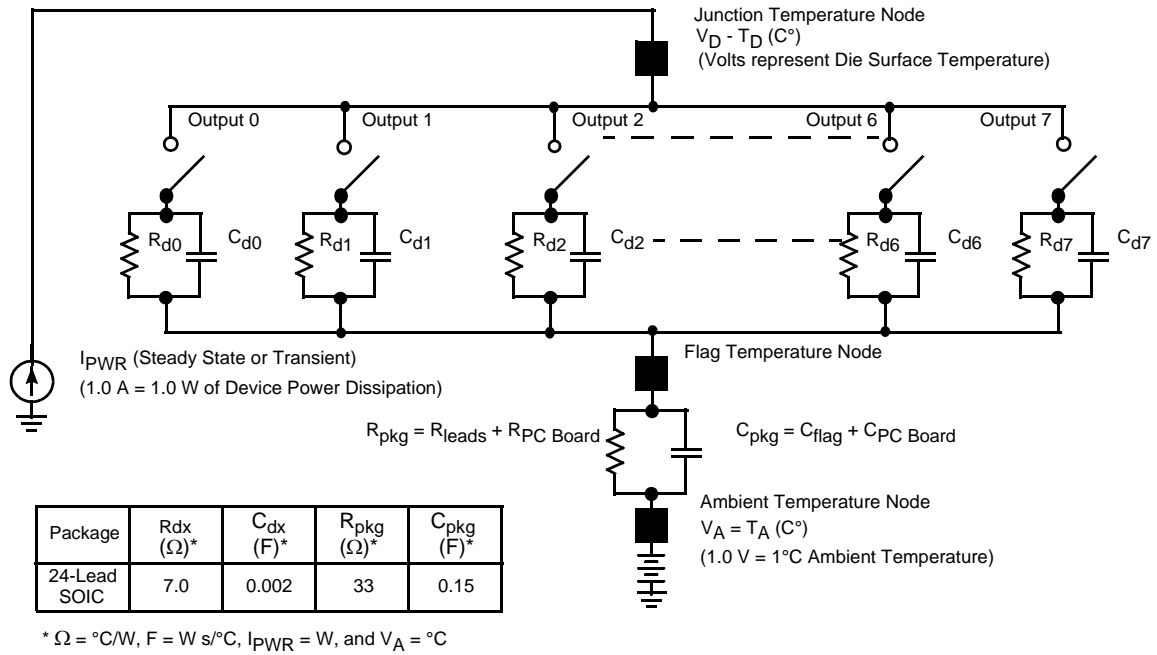 Junction Temperature Node
VD - TD (C°)
(Volts represent Die Surface Temperature)
Output 0
Output 1
Output 2
Output 6
Output 7
Rd0
Cd0
Rd1
Cd1
Rd2
Cd2
Rd6
Cd6
Rd7
Cd7
IPWR (Steady State or Transient)
(1.0 A = 1.0 W of Device Power Dissipation)
Flag Temperature Node
Rpkg = Rleads + RPC Board
Cpkg = Cflag + CPC Board
Ambient Temperature Node
VA = TA (C°)
(1.0 V = 1°C Ambient Temperature)
Package Rdx (Ω)* Cdx (F)* Rpkg (Ω)* Cpkg (F)*
24-Lead SOIC 7.0 0.002 33 0.15
* Ω = °C/W, F = W s/°C, IPWR = W, and VA = °C